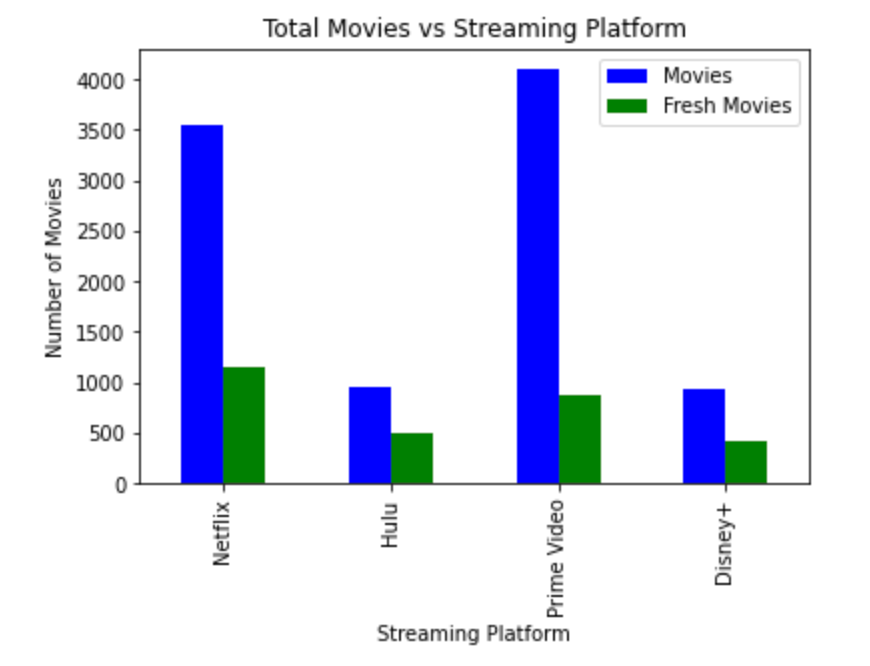 Total Movies vs Streaming Platform
Movies
Fresh Movies
Number of Movies
4000
3500
3000
2500
2000
1500
1000
500
0
Netflix
Hulu
Prime Video
Disney+
Streaming Platform